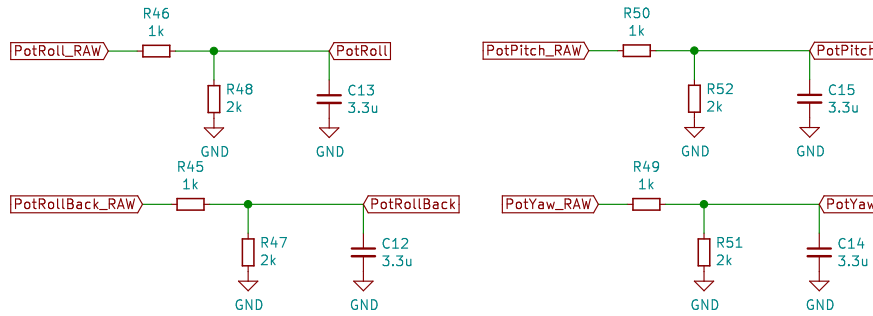 R46
1k
PotRoll_RAW
PotRoll
R48
2k
C13
3.3u
GND
GND
R50
1k
PotPitch_RAW
PotPitch
R52
2k
C15
3.3u
GND
GND
R45
1k
PotRollBack_RAW
PotRollBack
R47
2k
C12
3.3u
GND
GND
R49
1k
PotYaw_RAW
PotYaw
R51
2k
C14
3.3u
GND
GND